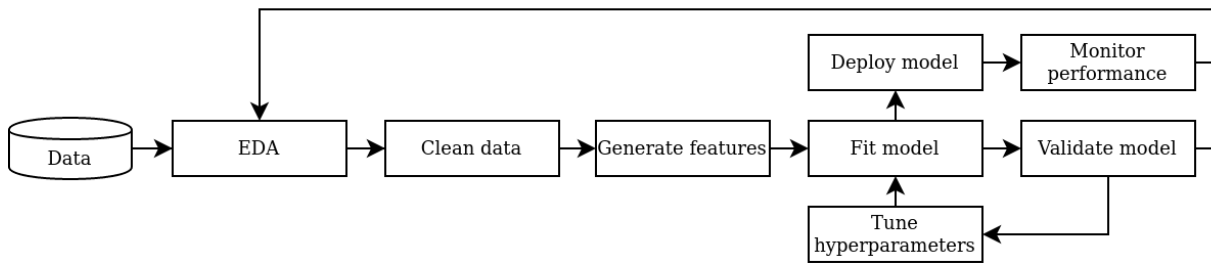 Deploy model
Monitor
performance
Data
EDA
Clean data
Generate features
Fit model
Validate model
Tune
hyperparameters